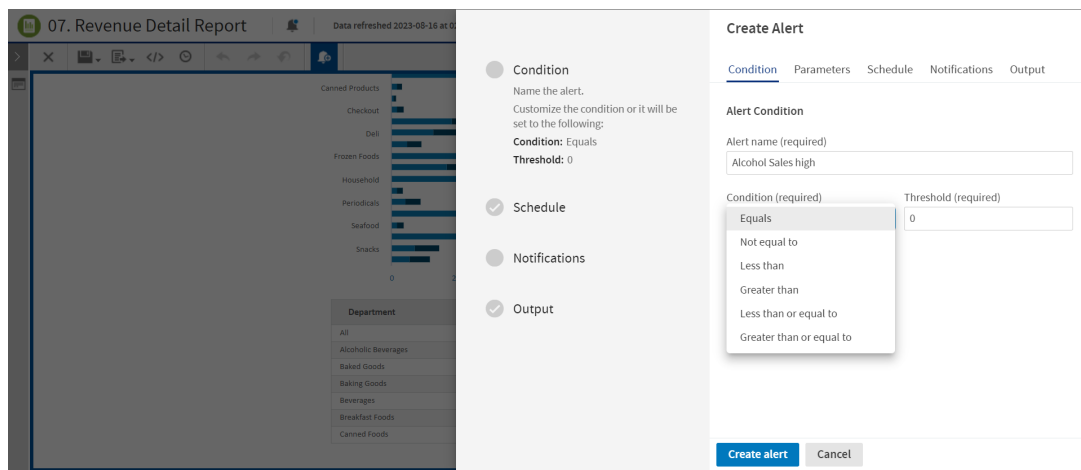 07. Revenue Detail Report
Data refreshed 2023-08-16 at 0
Canned Products
Checkout
Deli
Frozen Foods
Household
Periodicals
Seafood
Snacks
0
2
Department
All
Alcoholic Beverages
Baked Goods
Baking Goods
Beverages
Breakfast Foods
Canned Foods
Condition
Name the alert.
Customize the condition or it will be
set to the following:
Condition: Equals
Threshold: 0
Schedule
Notifications
Output
Create Alert
Condition Parameters Schedule Notifications Output
Alert Condition
Alert name (required)
Alcohol Sales high
Condition (required) Threshold (required)
Equals 0
Not equal to
Less than
Greater than
Less than or equal to
Greater than or equal to
Create alert Cancel